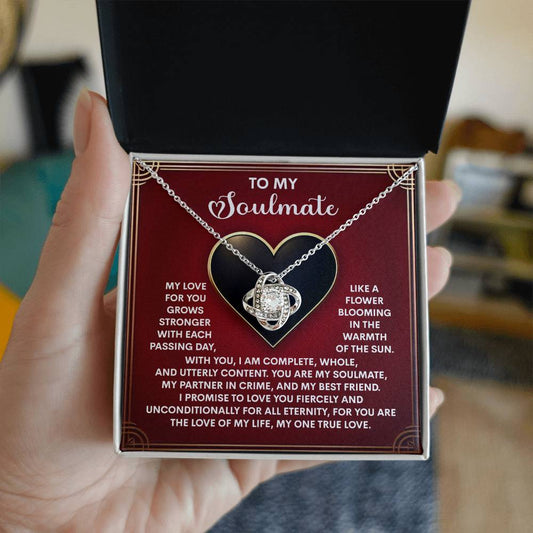 TO MY
Soulmate
MY LOVE
FOR YOU
GROWS
STRONGER
WITH EACH
PASSING DAY,
LIKE A
FLOWER
BLOOMING
IN THE
WARMTH
OF THE SUN.
WITH YOU, I AM COMPLETE, WHOLE,
AND UTTERLY CONTENT. YOU ARE MY SOULMATE,
MY PARTNER IN CRIME, AND MY BEST FRIEND.
I PROMISE TO LOVE YOU FIERCELY AND
UNCONDITIONALLY FOR ALL ETERNITY, FOR YOU ARE
THE LOVE OF MY LIFE, MY ONE TRUE LOVE.